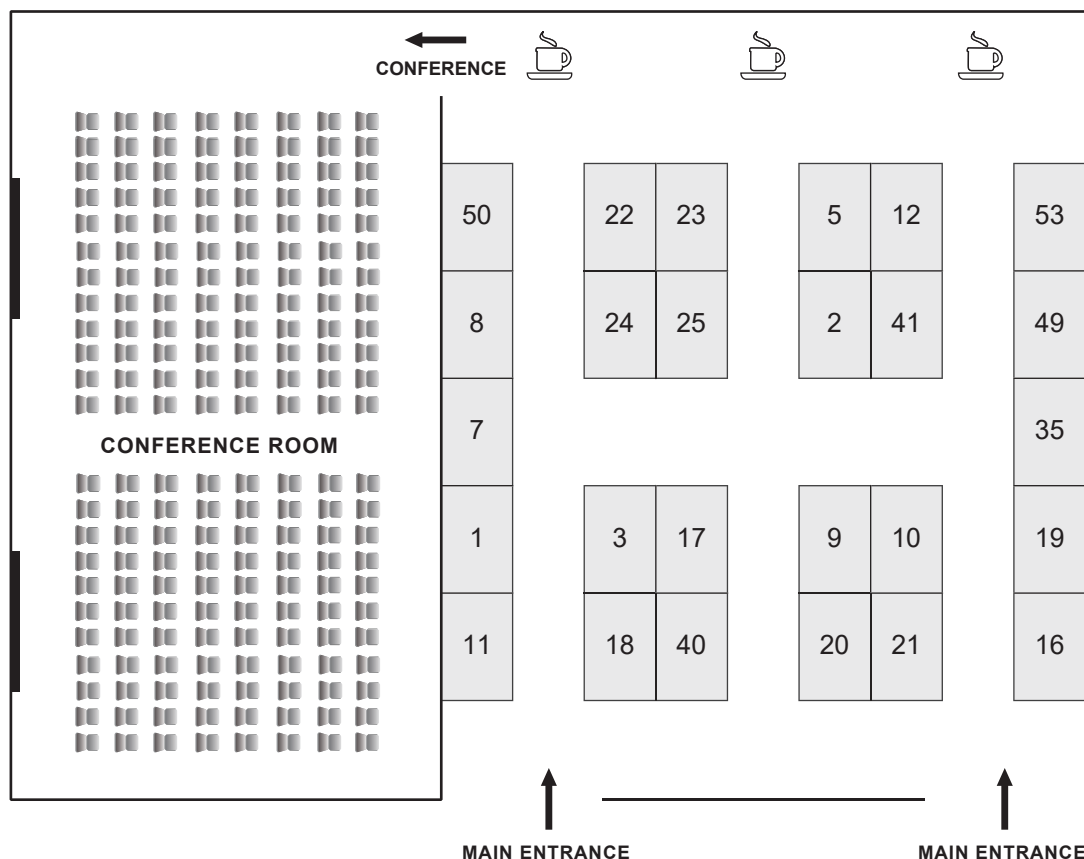 CONFERENCE
50 22 23 5 12 53
8 24 25 2 41 49
CONFERENCE ROOM 7 35
1 3 17 9 10 19
11 18 40 20 21 16
MAIN ENTRANCE MAIN ENTRANCE